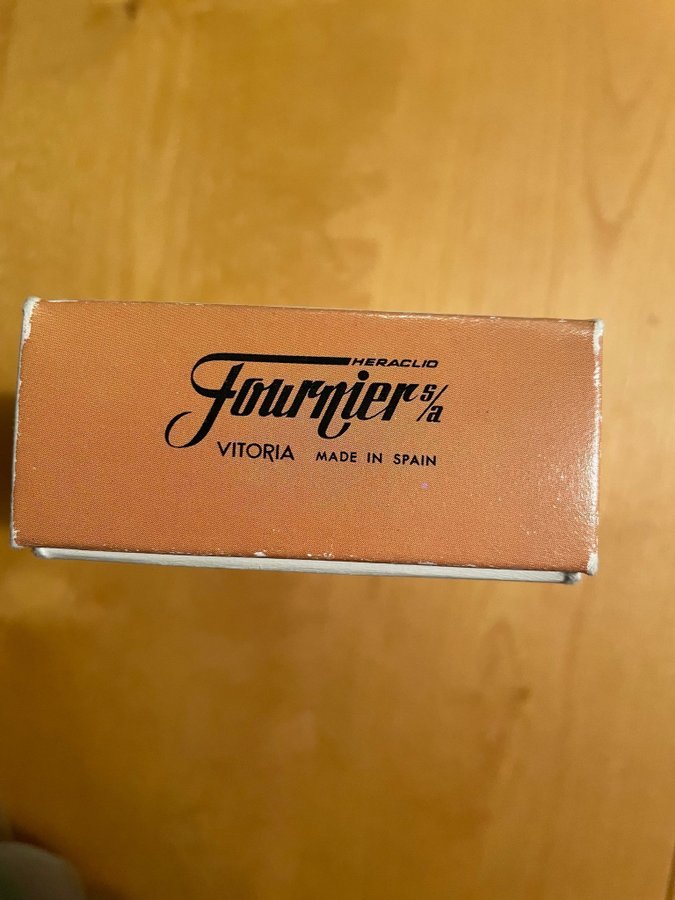 HERACLIO
Fournier s/a
VITORIA MADE IN SPAIN